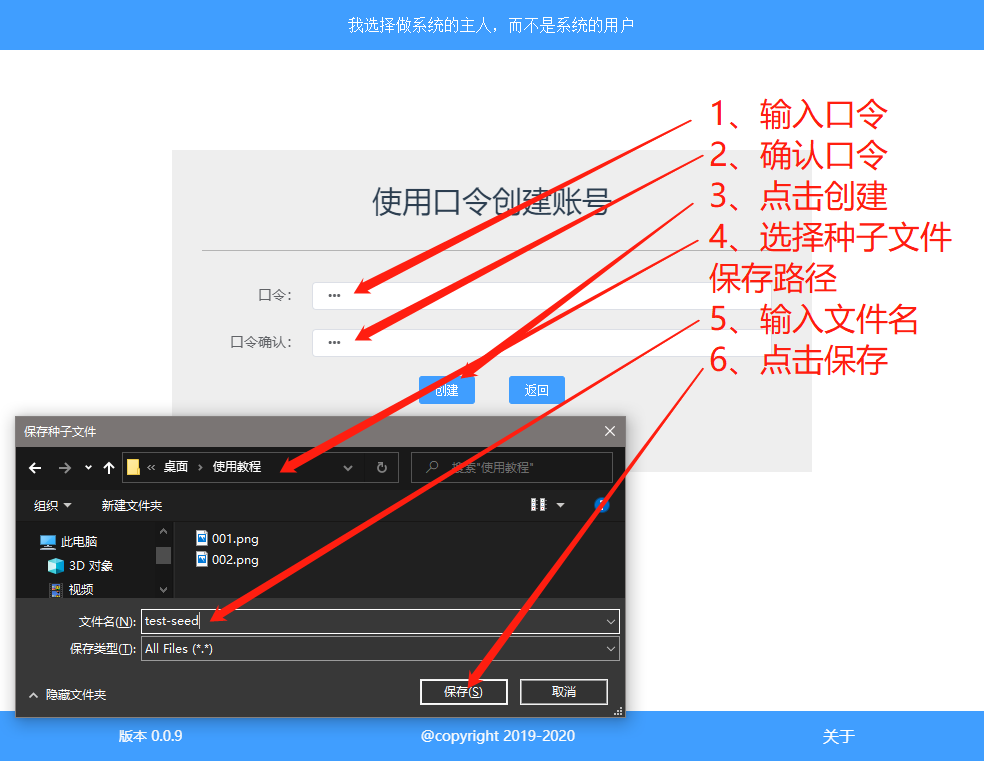 我选择做系统的主人，而不是系统的用户
1、输入口令
2、确认口令
3、点击创建
4、选择种子文件
保存路径
5、输入文件名
6、点击保存
使用口令创建账号
口令：
口令确认：
创建
返回
保存种子文件
« 桌面 › 使用教程
搜索"使用教程"
组织
新建文件夹
此电脑
3D 对象
视频
001.png
002.png
文件名(N):
test-seed
保存类型(T):
All Files (*.*)
隐藏文件夹
保存(S)
取消
版本 0.0.9
@copyright 2019-2020
关于